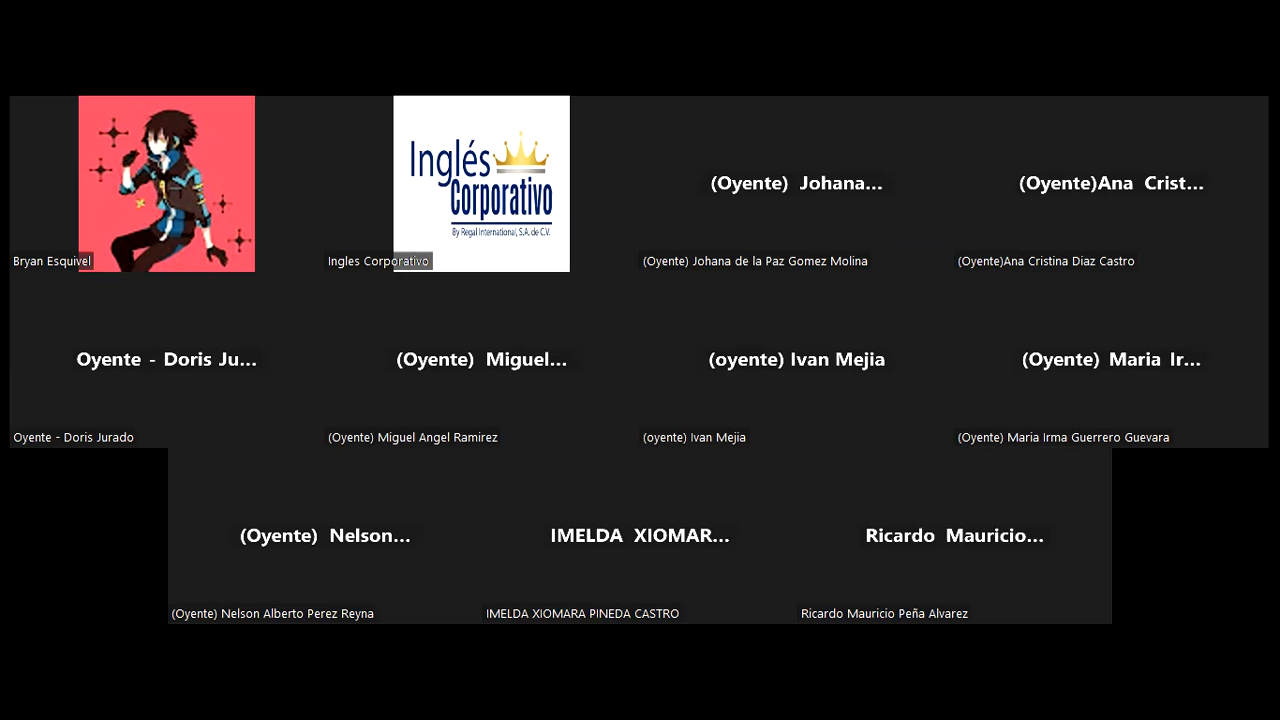 Bryan Esquivel
Inglés
Corporativo
By Regal International, S.A. de C.V.
Ingles Corporativo
(Oyente) Johana...
(Oyente) Johana de la Paz Gomez Molina
(Oyente)Ana Crist...
(Oyente)Ana Cristina Diaz Castro
Oyente - Doris Ju...
Oyente - Doris Jurado
(Oyente) Miguel...
(Oyente) Miguel Angel Ramirez
(oyente) Ivan Mejia
(oyente) Ivan Mejia
(Oyente) Maria Ir...
(Oyente) Maria Irma Guerrero Guevara
(Oyente) Nelson...
(Oyente) Nelson Alberto Perez Reyna
IMELDA XIOMAR...
IMELDA XIOMARA PINEDA CASTRO
Ricardo Mauricio...
Ricardo Mauricio Peña Alvarez